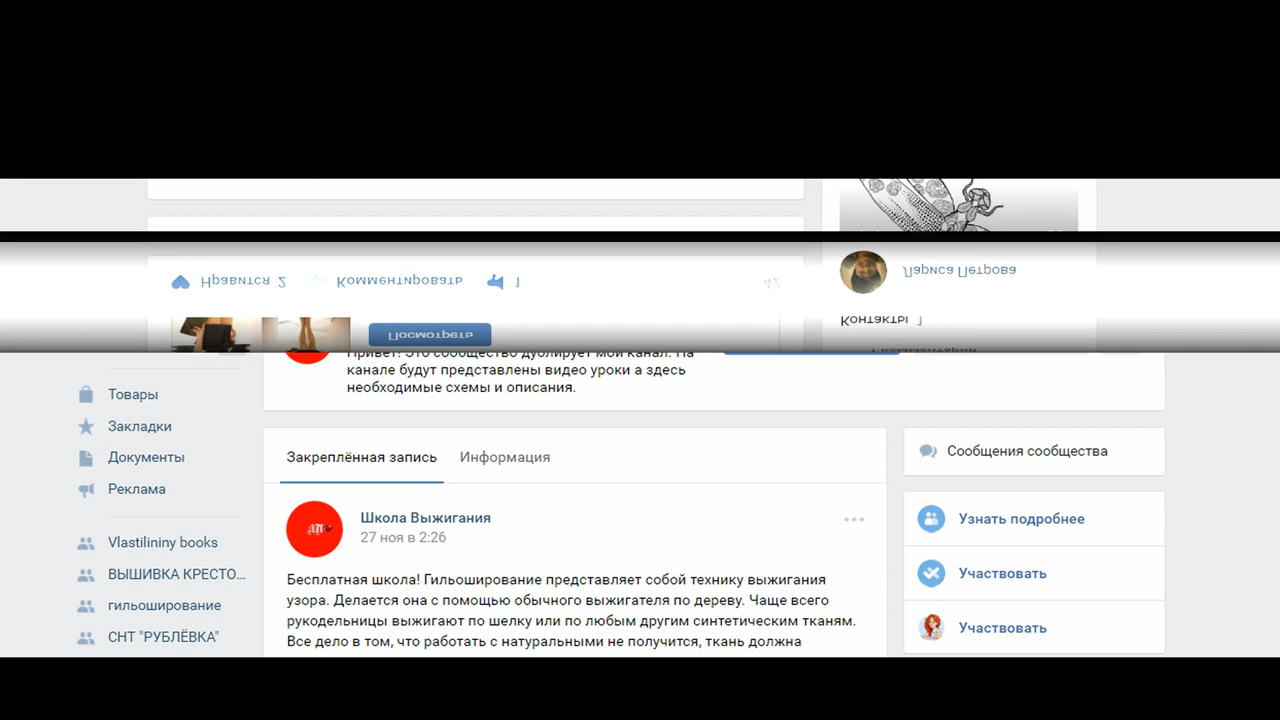 Нравится 2
Комментировать
1
42
Лариса Петрова
Контакты 1
Посмотреть
Привет! Это сообщество дублирует мой канал. На
канале будут представлены видео уроки а здесь
необходимые схемы и описания.
Товары
Закладки
Документы
Реклама
Vlastilininy books
ВЫШИВКА КРЕСТО...
гильоширование
СНТ "РУБЛЁВКА"
Закреплённая запись
Информация
Школа Выжигания
27 ноя в 2:26
Бесплатная школа! Гильоширование представляет собой технику выжигания
узора. Делается она с помощью обычного выжигателя по дереву. Чаще всего
рукодельницы выжигают по шелку или по любым другим синтетическим тканям.
Все дело в том, что работать с натуральными не получится, ткань должна
Сообщения сообщества
Узнать подробнее
Участвовать
Участвовать